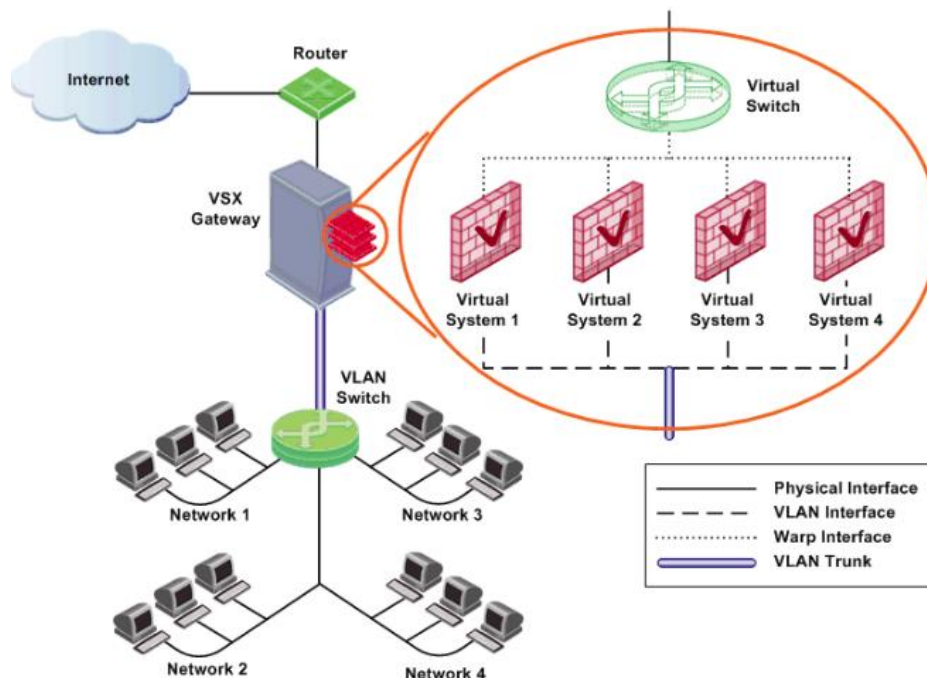 Internet
Router
VSX
Gateway
VLAN
Switch
Network 1
Network 3
Network 2
Network 4
Virtual
Switch
Virtual
System 1
Virtual
System 2
Virtual
System 3
Virtual
System 4
Physical Interface
VLAN Interface
Warp Interface
VLAN Trunk